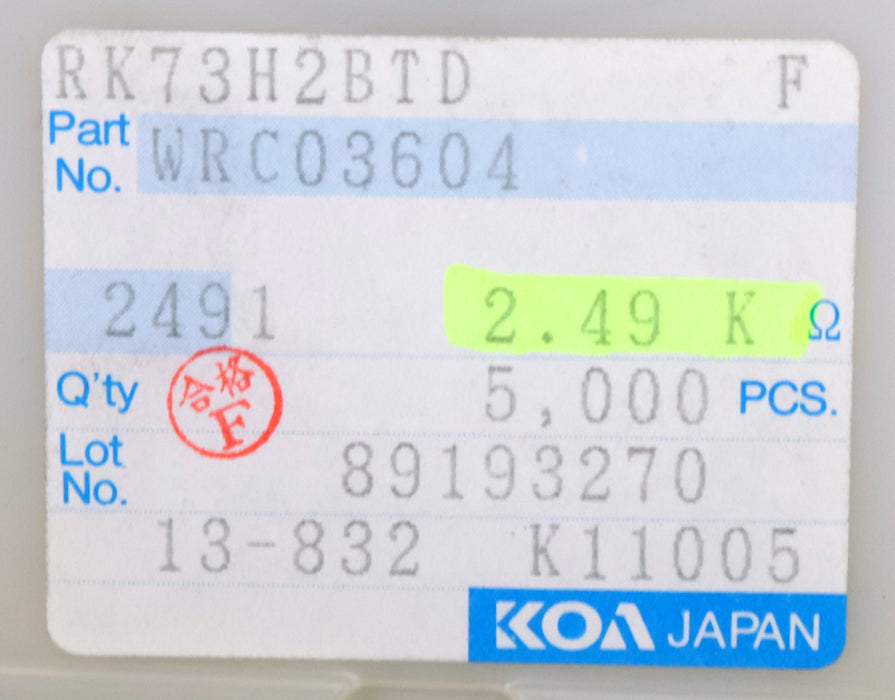 RK73H2BTD F
Part No. WRC03604
2491 2.49 K Ω
Q'ty 5,000 PCS.
合格
F
Lot No. 89193270
13-832 K11005
KOA JAPAN